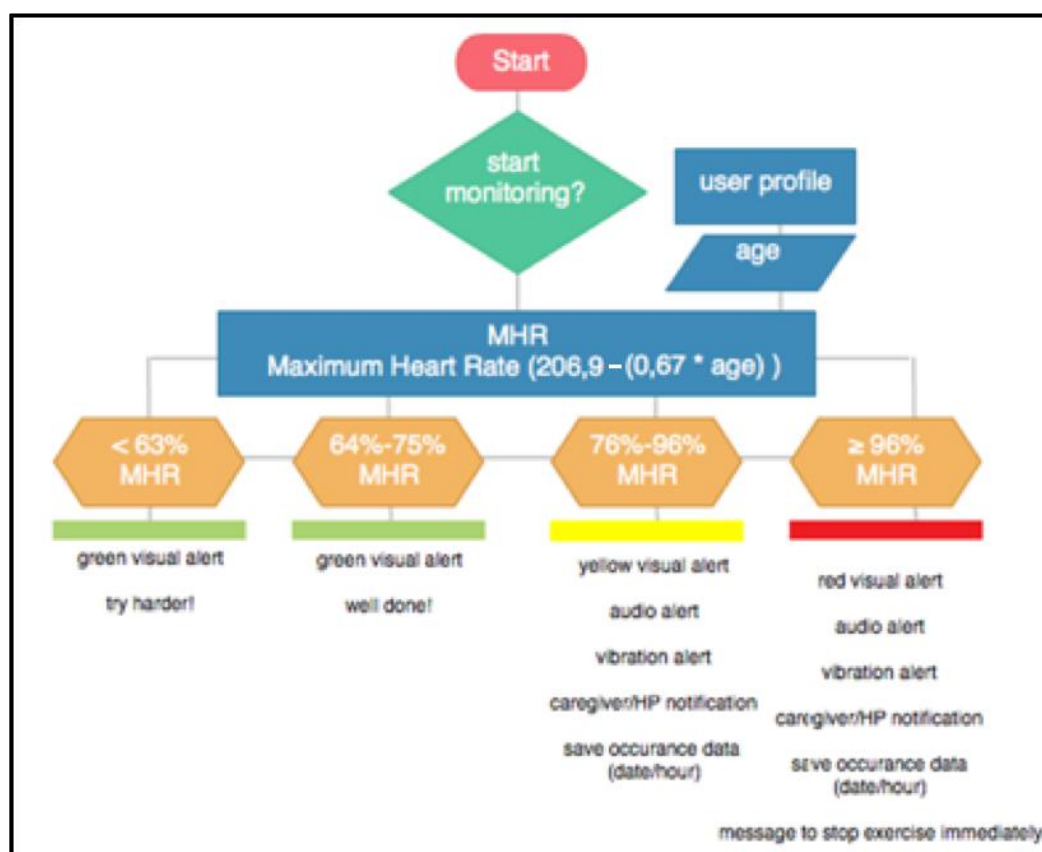 Start
start
monitoring?
user profile
age
MHR
Maximum Heart Rate (206,9-(0,67 * age) )
< 63%
MHR
64%-75%
MHR
76%-96%
MHR
≥ 96%
MHR
green visual alert
try harder!
green visual alert
well done!
yellow visual alert
audio alert
vibration alert
caregiver/HP notification
save occurance data
(date/hour)
red visual alert
audio alert
vibration alert
caregiver/HP notification
save occurance data
(date/hour)
message to stop exercise immediately